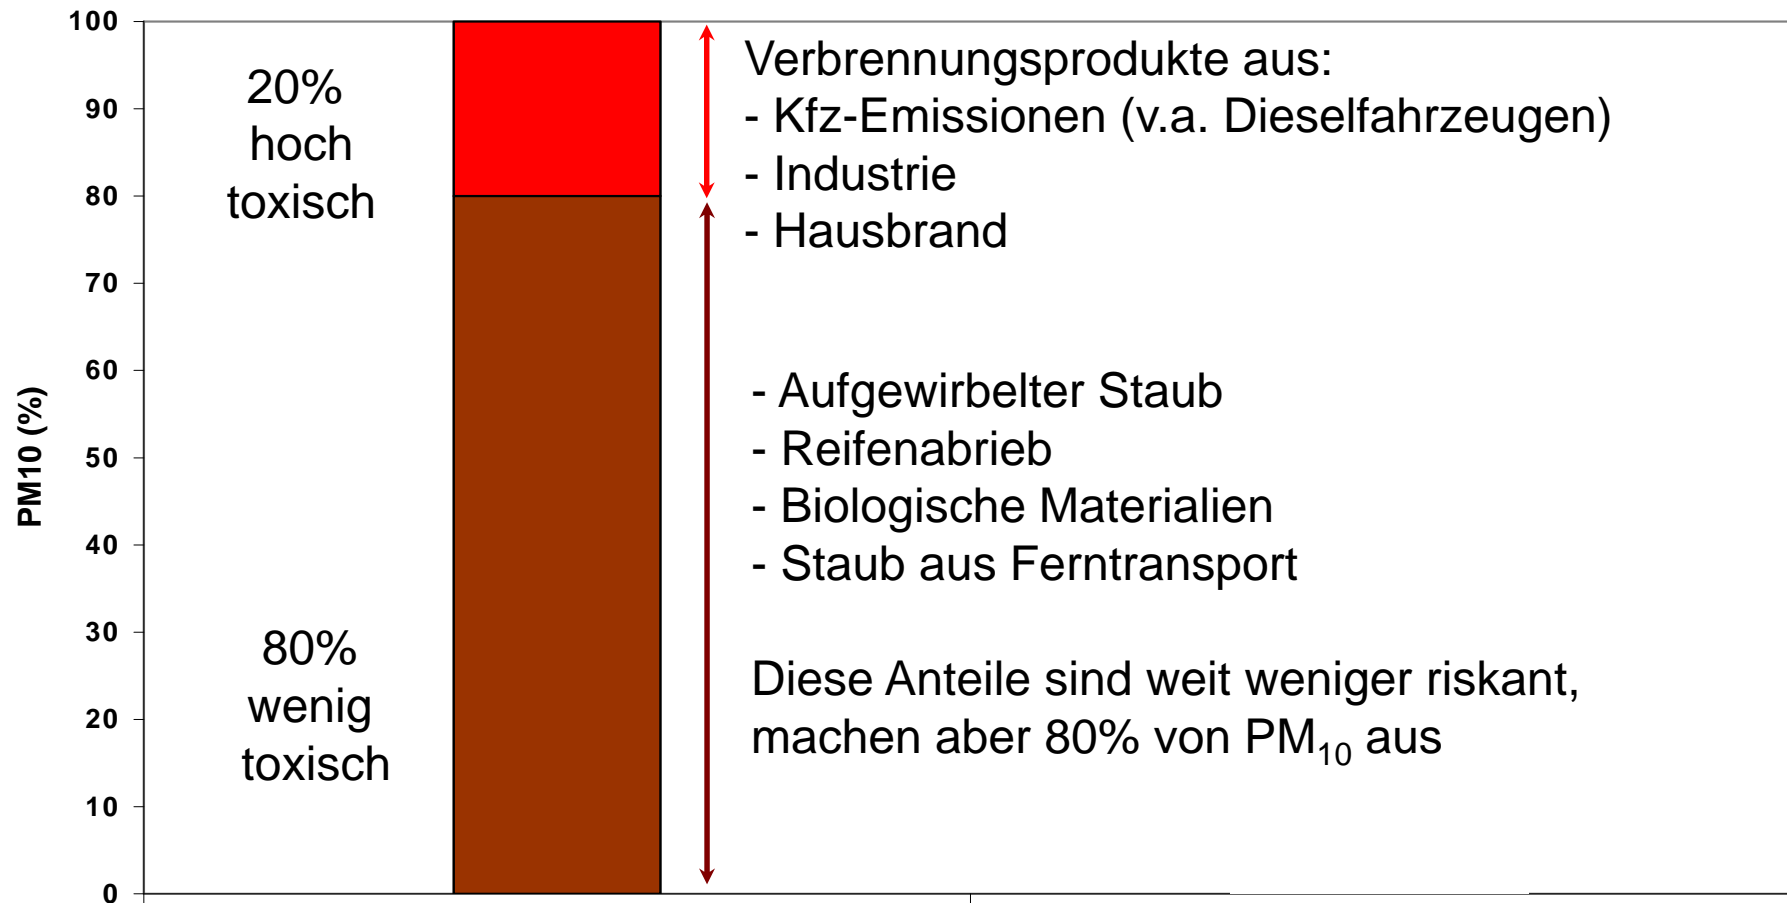 PM10 (%)
100
90
80
70
60
50
40
30
20
10
0
20%
hoch
toxisch
80%
wenig
toxisch
Verbrennungsprodukte aus:
- Kfz-Emissionen (v.a. Dieselfahrzeugen)
- Industrie
- Hausbrand
- Aufgewirbelter Staub
- Reifenabrieb
- Biologische Materialien
- Staub aus Ferntransport
Diese Anteile sind weit weniger riskant,
machen aber 80% von PM₁₀ aus